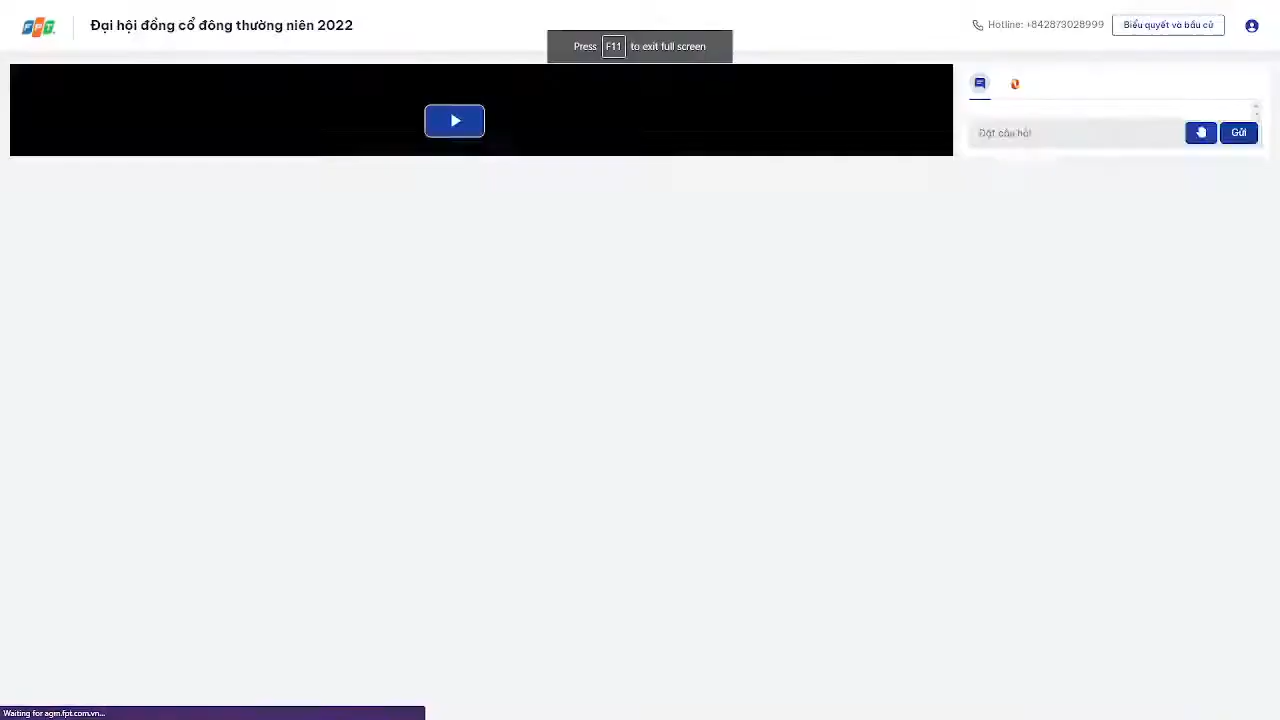 FPT
Đại hội đồng cổ đông thường niên 2022
Hotline: +842873028999
Biểu quyết và bầu cử
Press F11 to exit full screen
Đặt câu hỏi
Gửi
Waiting for agm.fpt.com.vn...